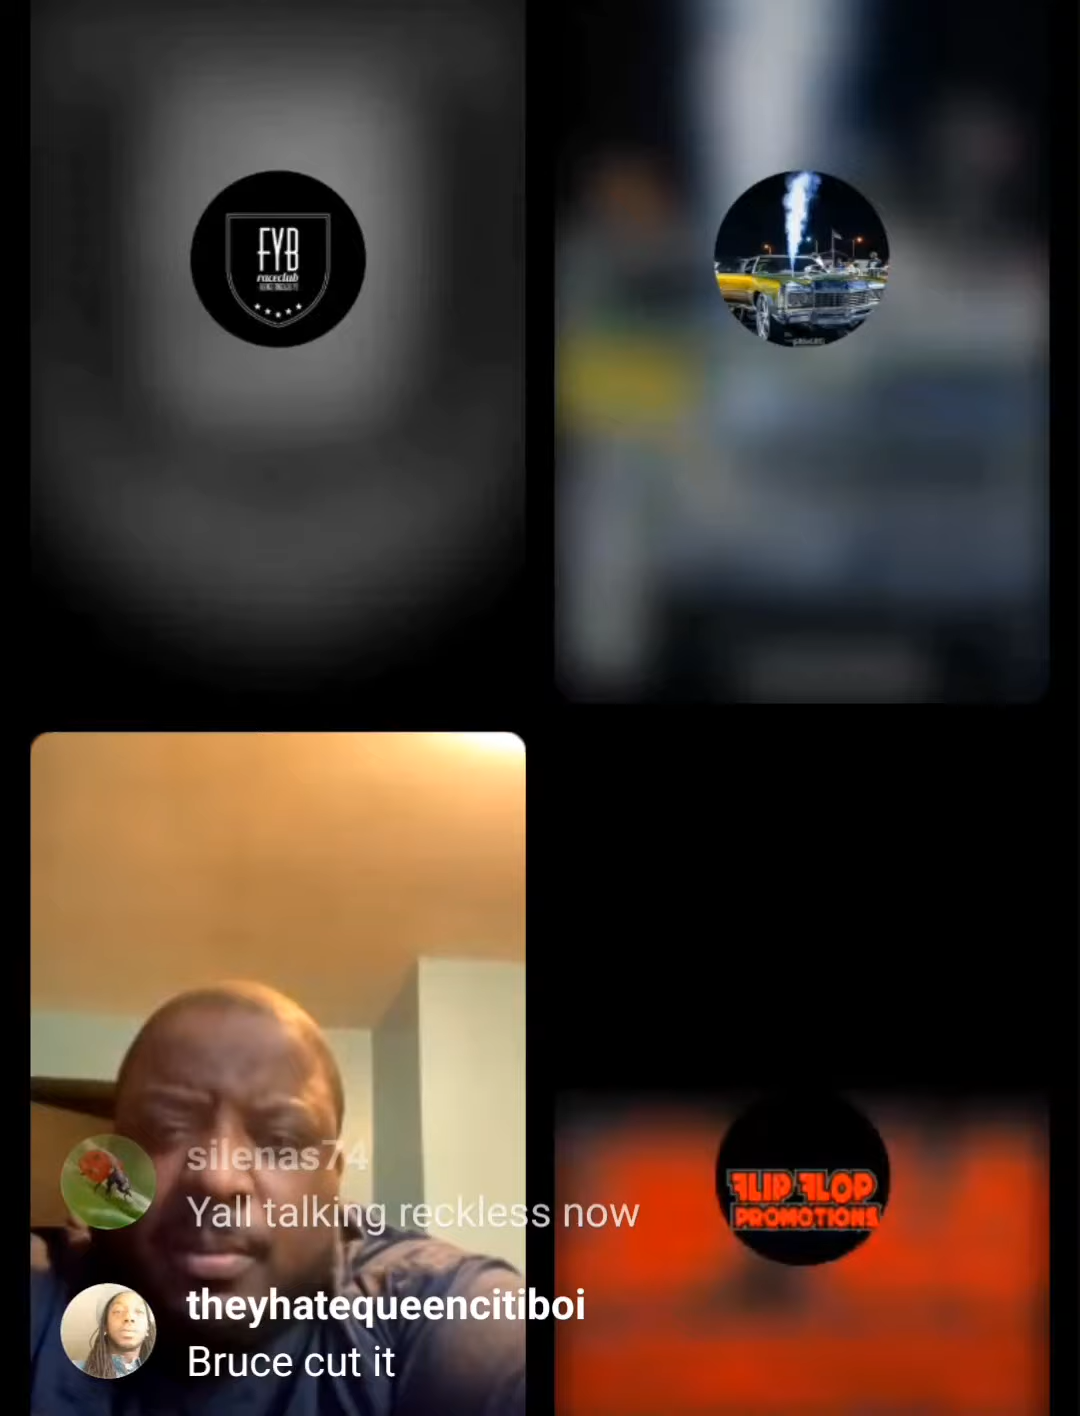 FYB
raceclub
FLIP FLOP
PROMOTIONS
silenas74
Yall talking reckless now
theyhatequeencitiboi
Bruce cut it